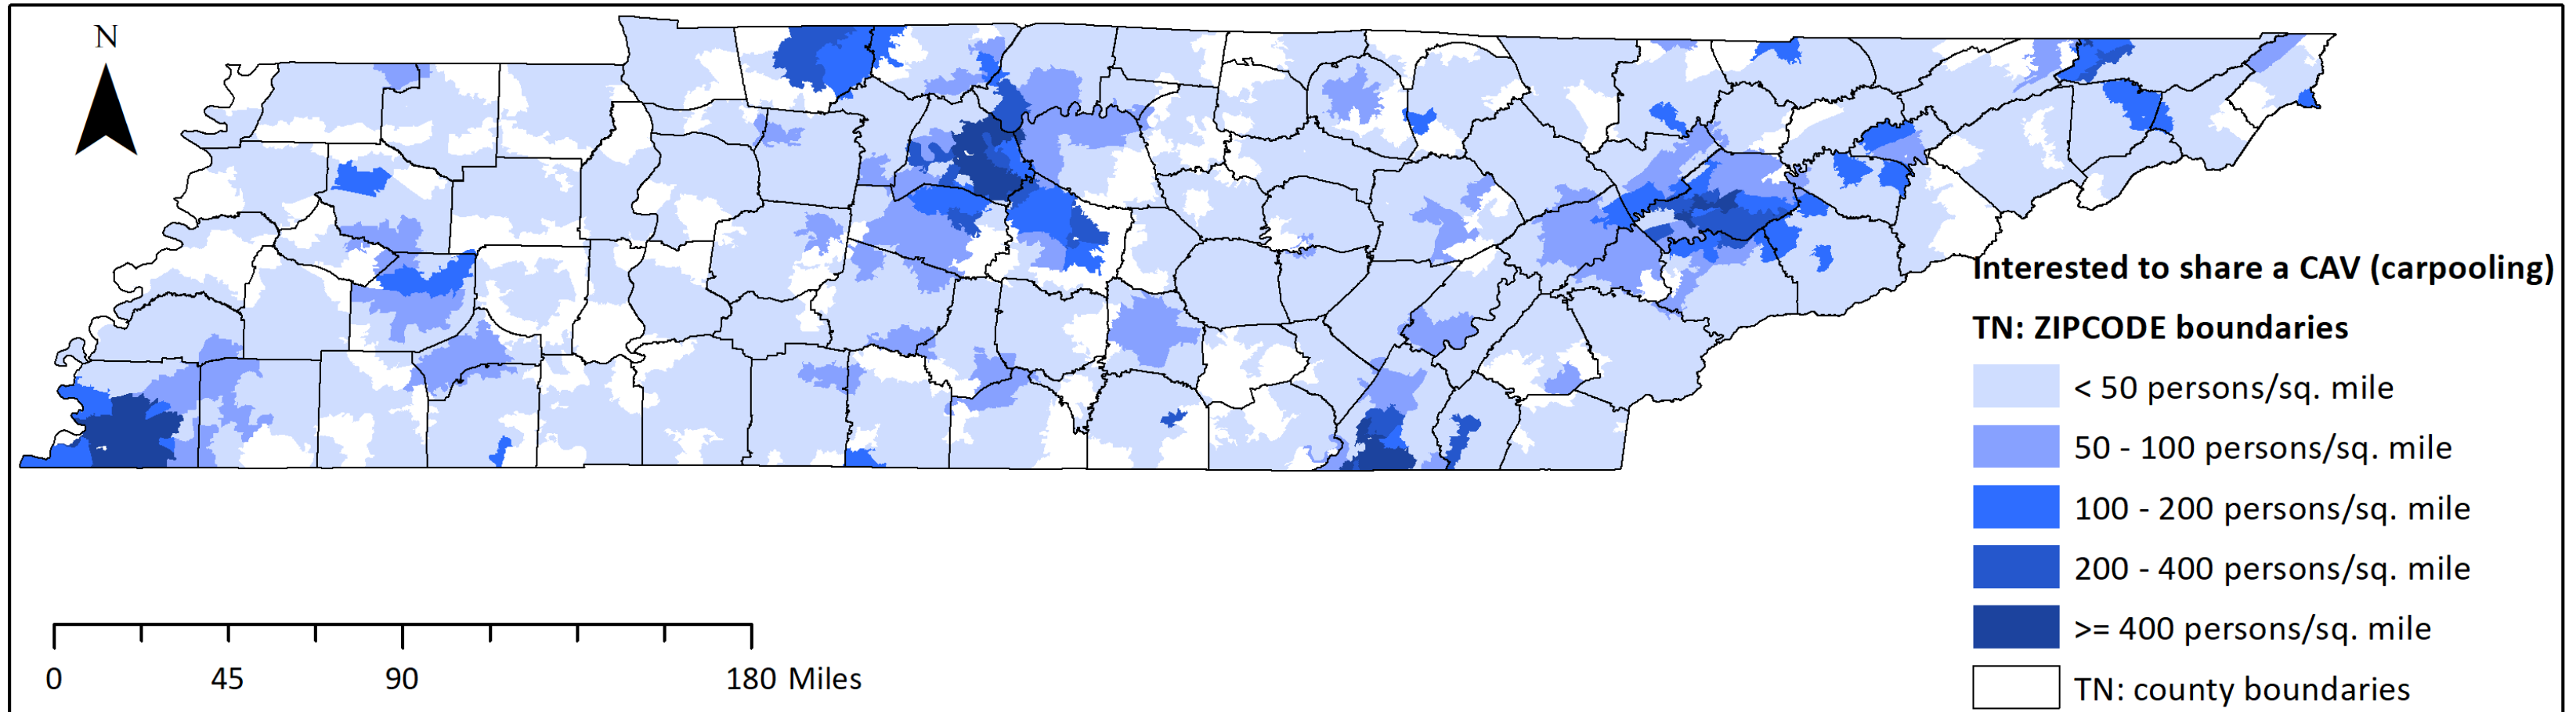 N
Interested to share a CAV (carpooling)
TN: ZIPCODE boundaries
< 50 persons/sq. mile
50 - 100 persons/sq. mile
100 - 200 persons/sq. mile
200 - 400 persons/sq. mile
>= 400 persons/sq. mile
TN: county boundaries
0 45 90 180 Miles